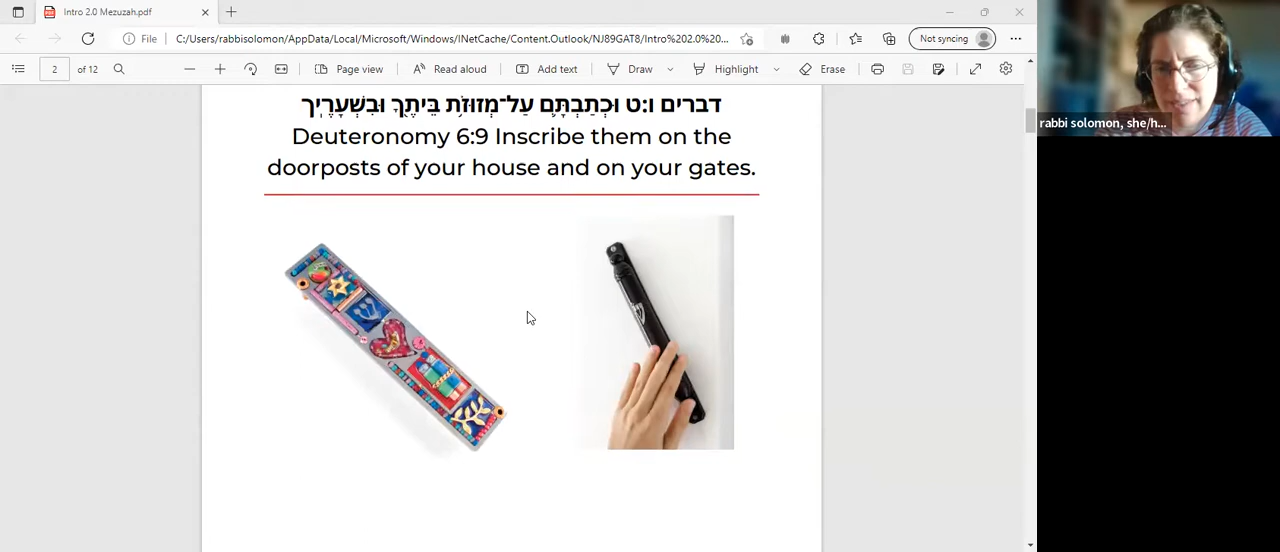 Intro 2.0 Mezuzah.pdf
File
C:/Users/rabbisolomon/AppData/Local/Microsoft/Windows/INetCache/Content.Outlook/NJ89GAT8/Intro%202.0%20...
Not syncing
2 of 12
Page view
Read aloud
Add text
Draw
Highlight
Erase
rabbi solomon, she/h...
דברים ו:ט וּכְתַבְתָּ֛ם עַל־מְזוּזֹ֥ת בֵּיתֶ֖ךָ וּבִשְׁעָרֶֽיךָ
Deuteronomy 6:9 Inscribe them on the
doorposts of your house and on your gates.